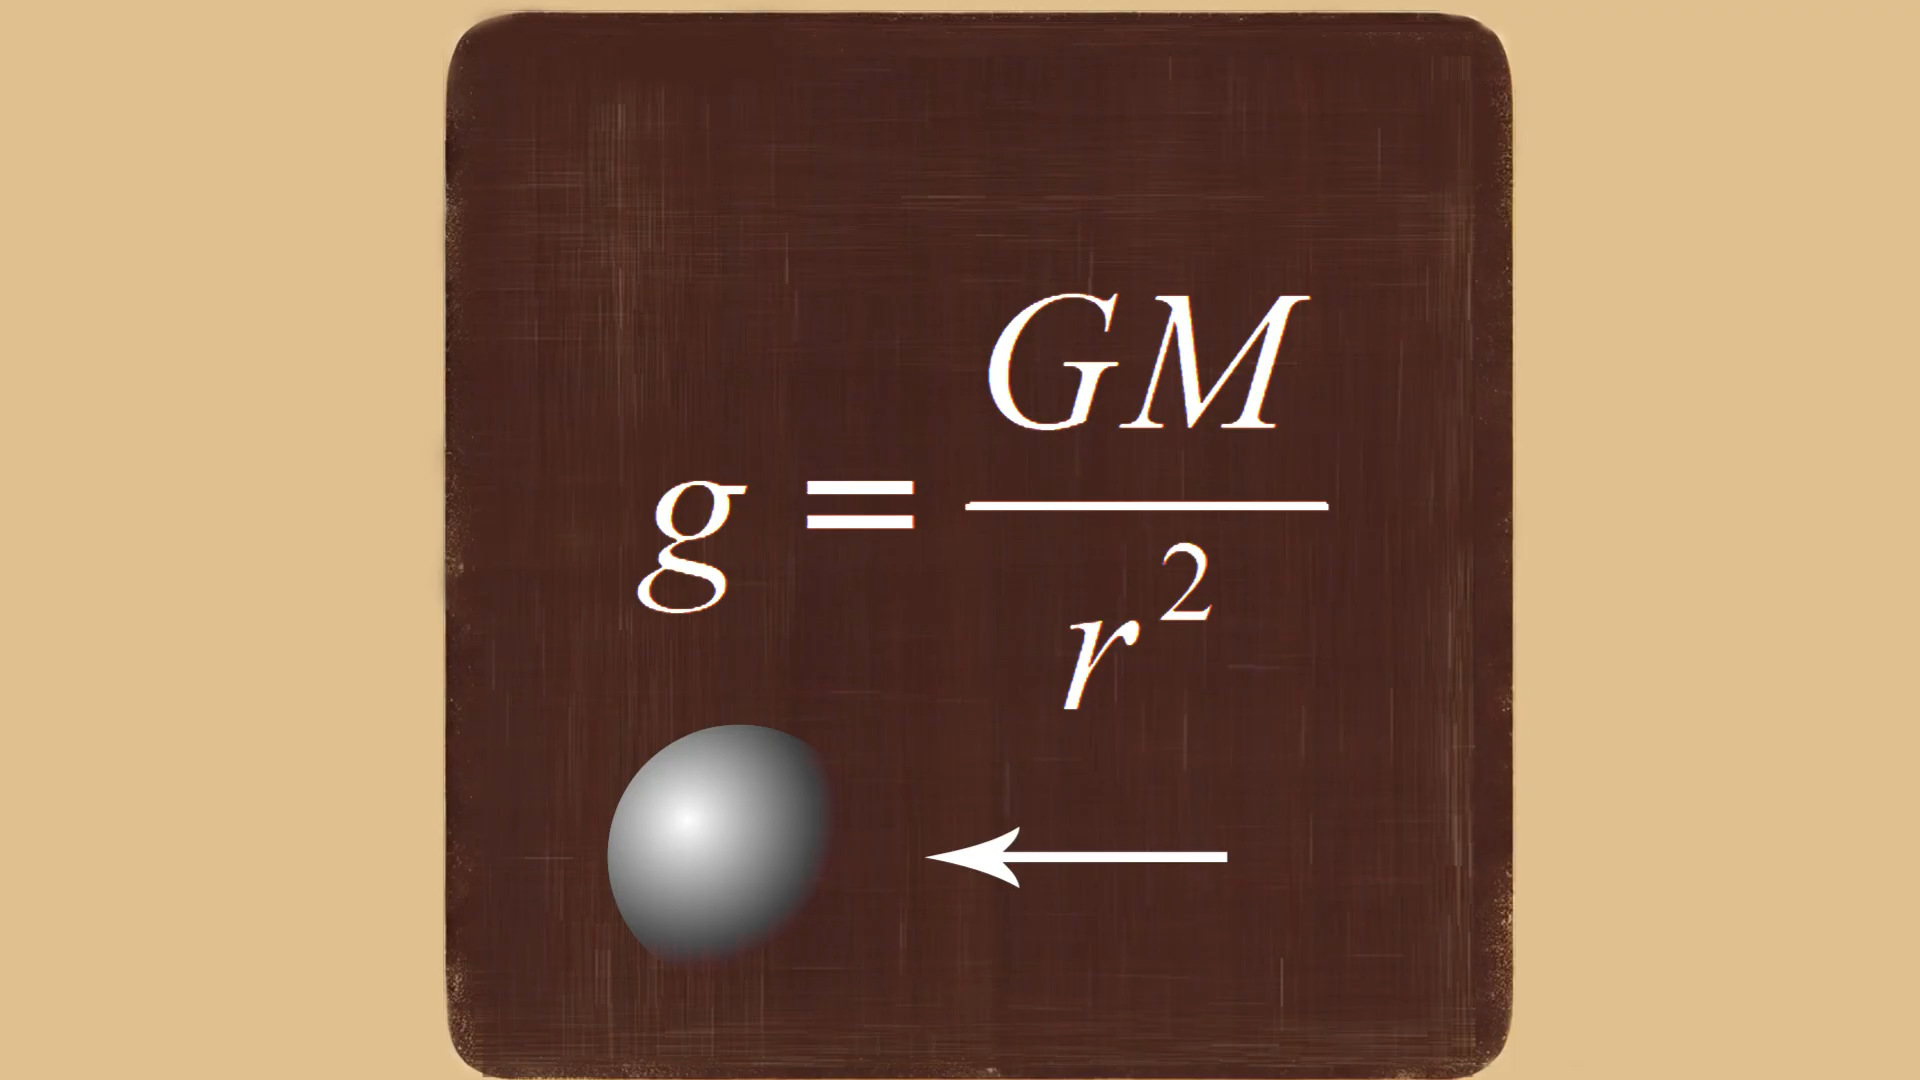 g = GM / r²